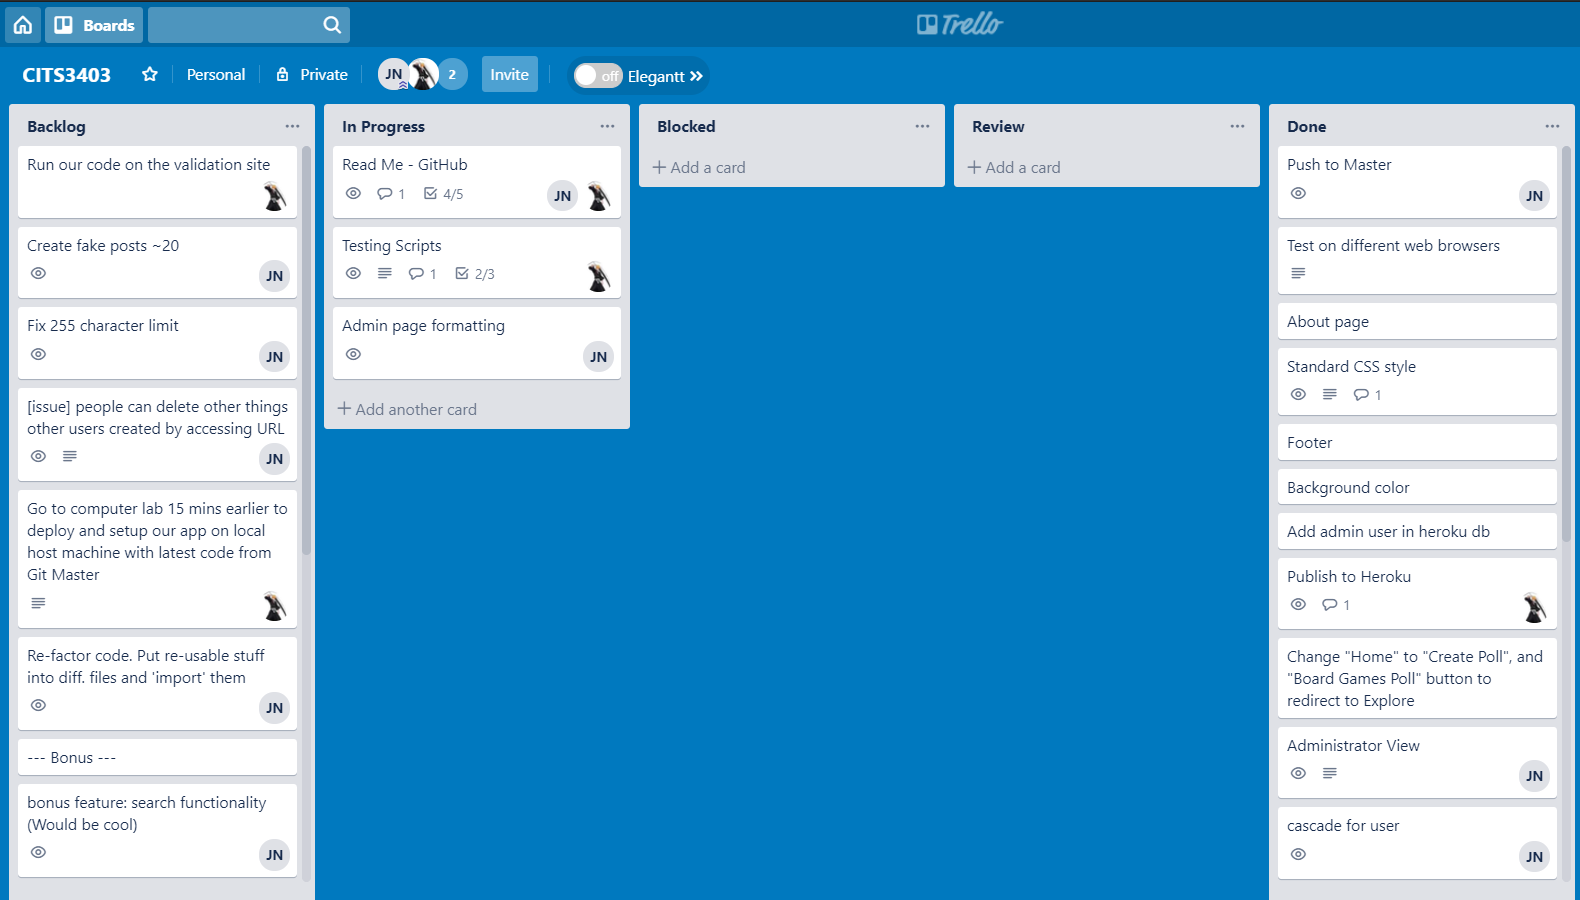 Boards
Trello
CITS3403
Personal
Private
JN
2
Invite
off
Elegantt
Backlog
Run our code on the validation site
Create fake posts ~20
JN
Fix 255 character limit
JN
[issue] people can delete other things
other users created by accessing URL
JN
Go to computer lab 15 mins earlier to
deploy and setup our app on local
host machine with latest code from
Git Master
Re-factor code. Put re-usable stuff
into diff. files and 'import' them
JN
--- Bonus ---
bonus feature: search functionality
(Would be cool)
JN
In Progress
Read Me - GitHub
1
4/5
JN
Testing Scripts
1
2/3
Admin page formatting
JN
Add another card
Blocked
Add a card
Review
Add a card
Done
Push to Master
JN
Test on different web browsers
About page
Standard CSS style
1
Footer
Background color
Add admin user in heroku db
Publish to Heroku
1
Change "Home" to "Create Poll", and
"Board Games Poll" button to
redirect to Explore
Administrator View
JN
cascade for user
JN